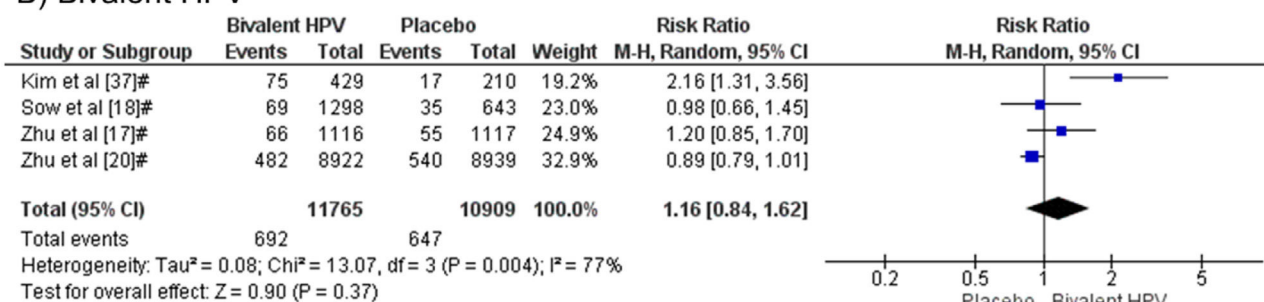 B) Bivalent HPV
Bivalent HPV Placebo Risk Ratio Risk Ratio
Study or Subgroup Events Total Events Total Weight M-H, Random, 95% CI M-H, Random, 95% CI
Kim et al [37]# 75 429 17 210 19.2% 2.16 [1.31, 3.56]
Sow et al [18]# 69 1298 35 643 23.0% 0.98 [0.66, 1.45]
Zhu et al [17]# 66 1116 55 1117 24.9% 1.20 [0.85, 1.70]
Zhu et al [20]# 482 8922 540 8939 32.9% 0.89 [0.79, 1.01]
Total (95% CI) 11765 10909 100.0% 1.16 [0.84, 1.62]
Total events 692 647
Heterogeneity: Tau² = 0.08; Chi² = 13.07, df = 3 (P = 0.004); I² = 77%
Test for overall effect: Z = 0.90 (P = 0.37)
0.2 0.5 1 2 5
Placebo Bivalent HPV